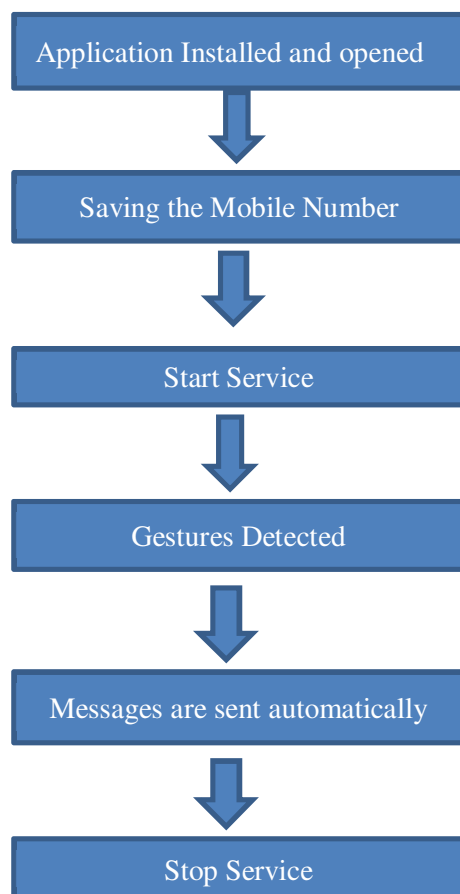 Application Installed and opened
Saving the Mobile Number
Start Service
Gestures Detected
Messages are sent automatically
Stop Service